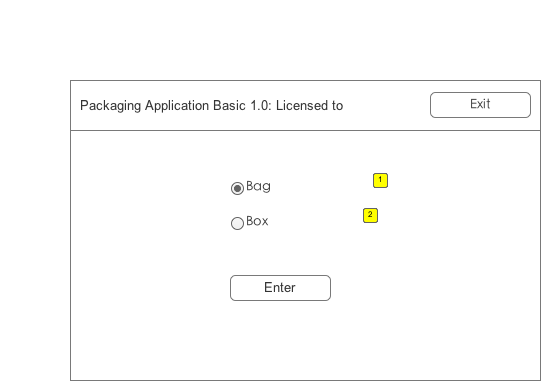 Packaging Application Basic 1.0: Licensed to
Exit
Bag
1
Box
2
Enter